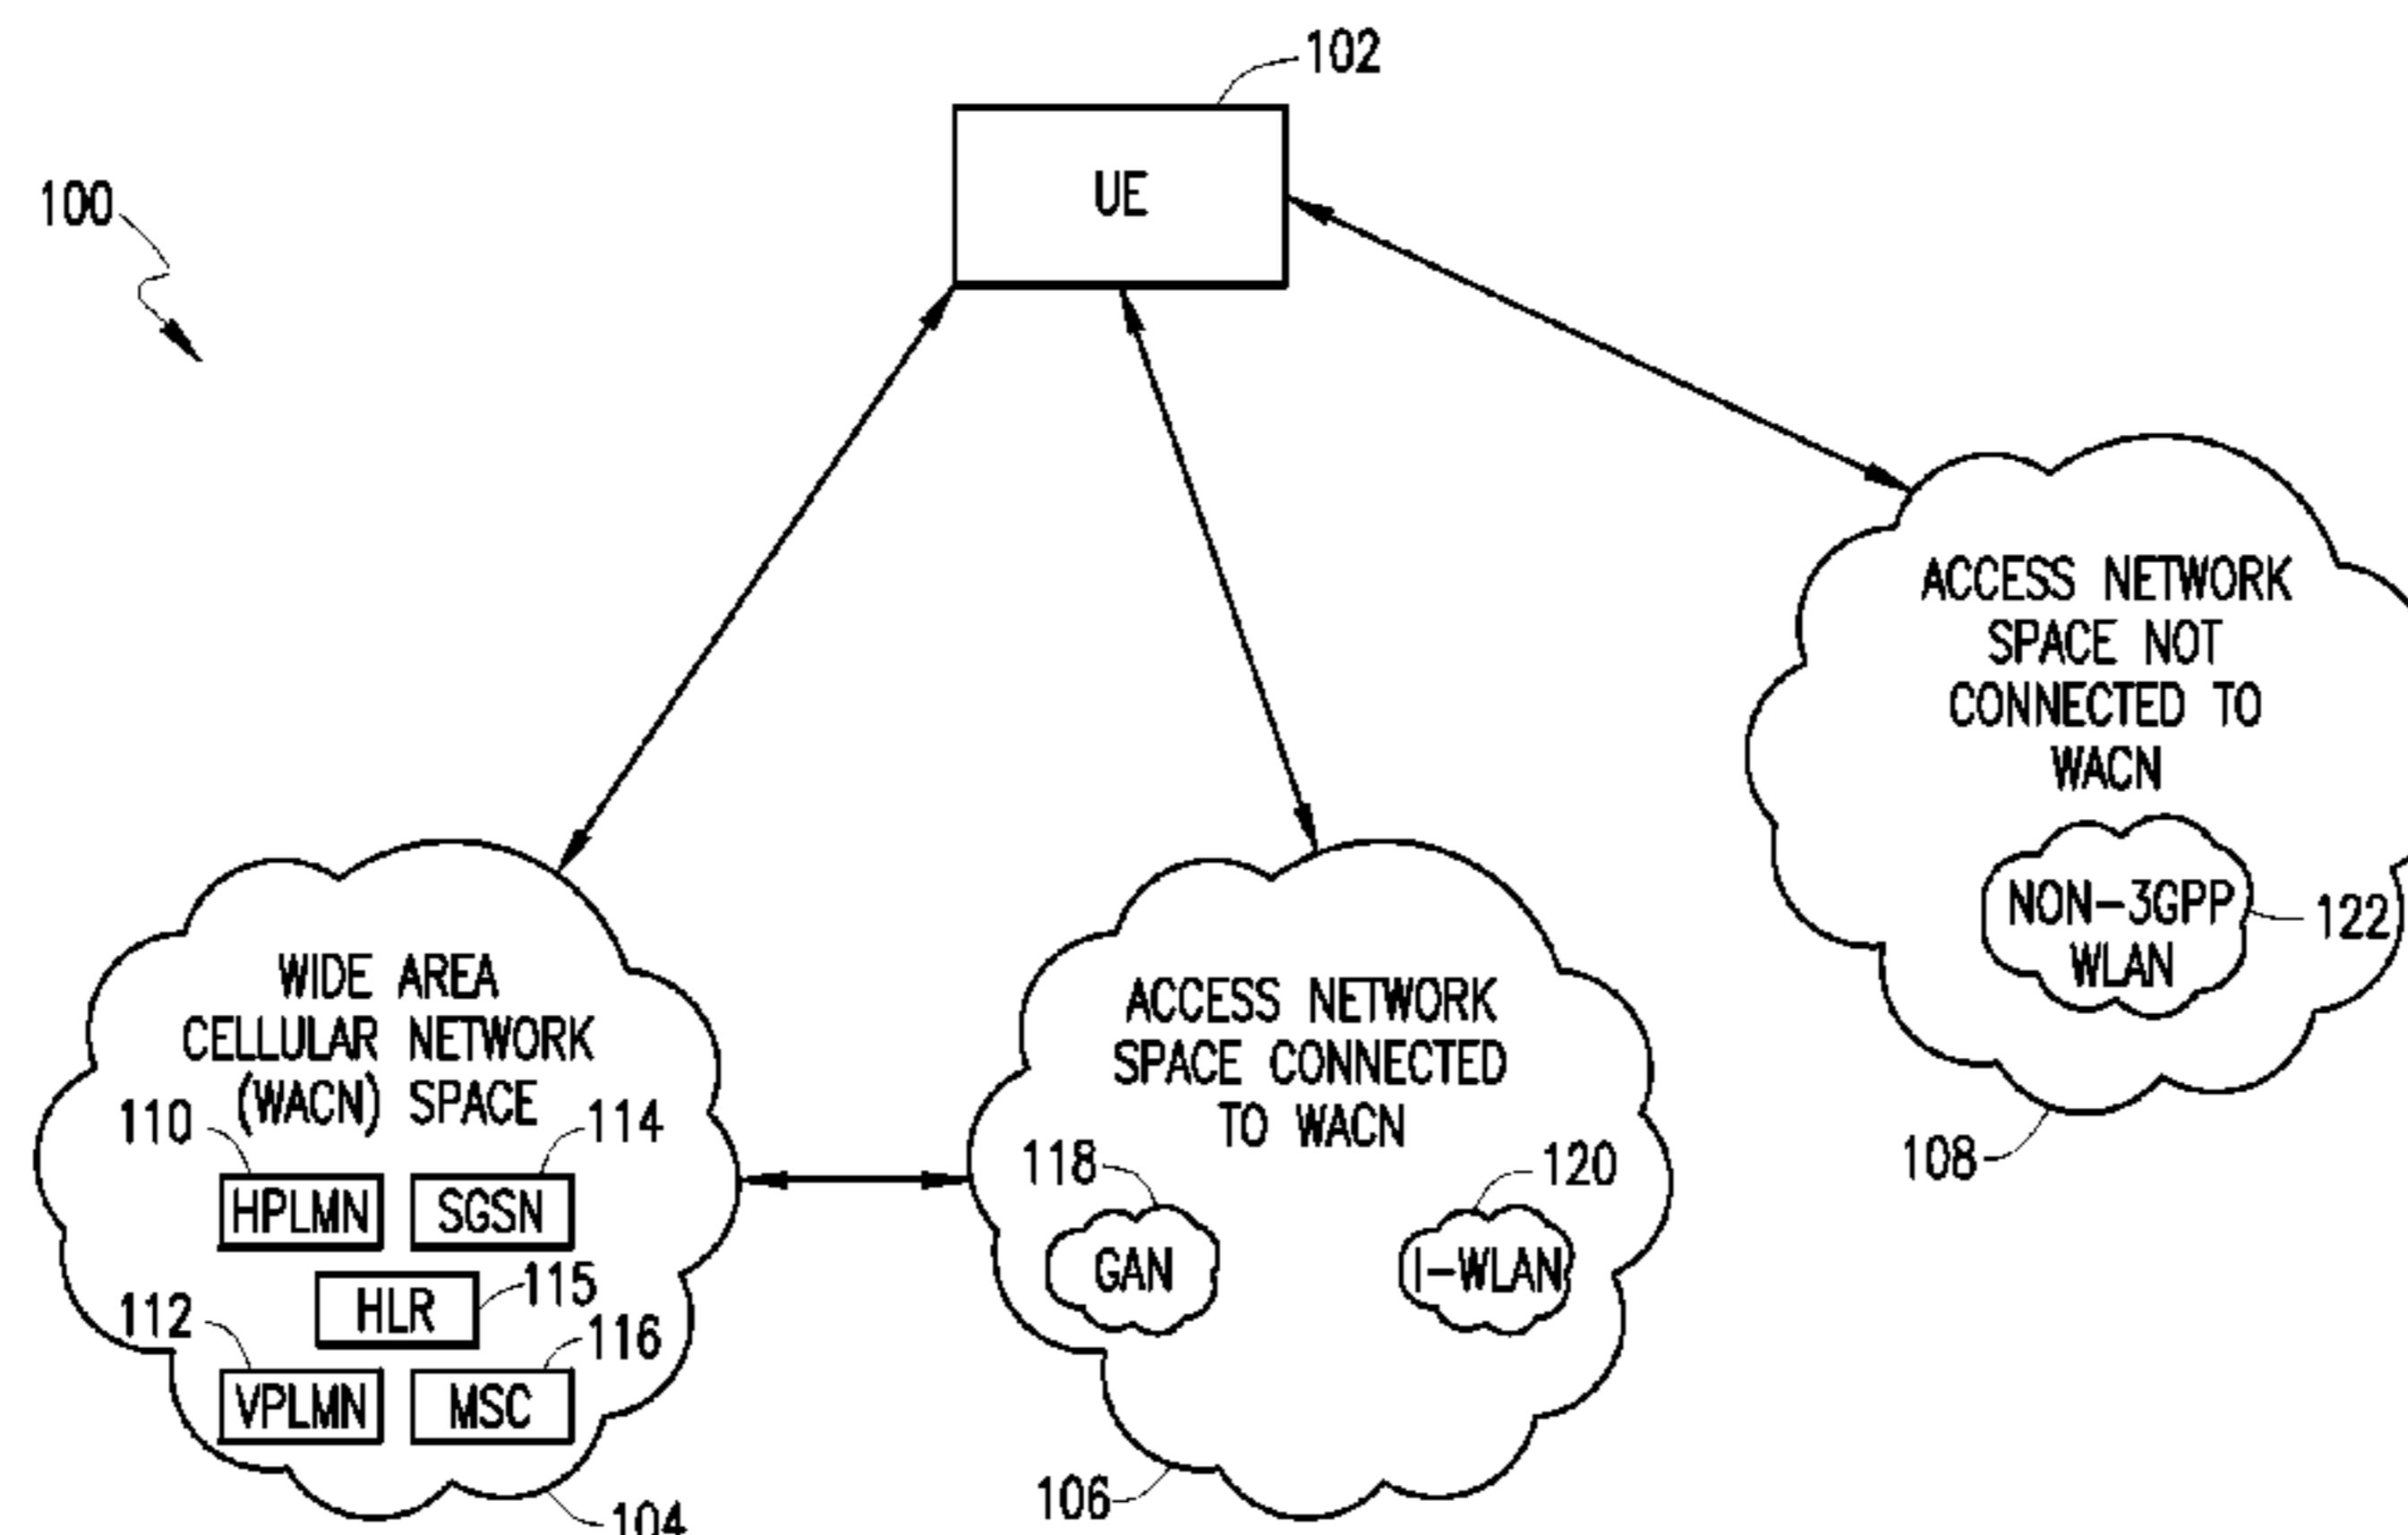 102
100
UE
ACCESS NETWORK
SPACE NOT
CONNECTED TO
WACN
NON-3GPP
WLAN
122
108
WIDE AREA
CELLULAR NETWORK
(WACN) SPACE
110
114
HPLMN
SGSN
HLR
115
112
116
VPLMN
MSC
104
ACCESS NETWORK
SPACE CONNECTED
TO WACN
118
120
GAN
I-WLAN
106